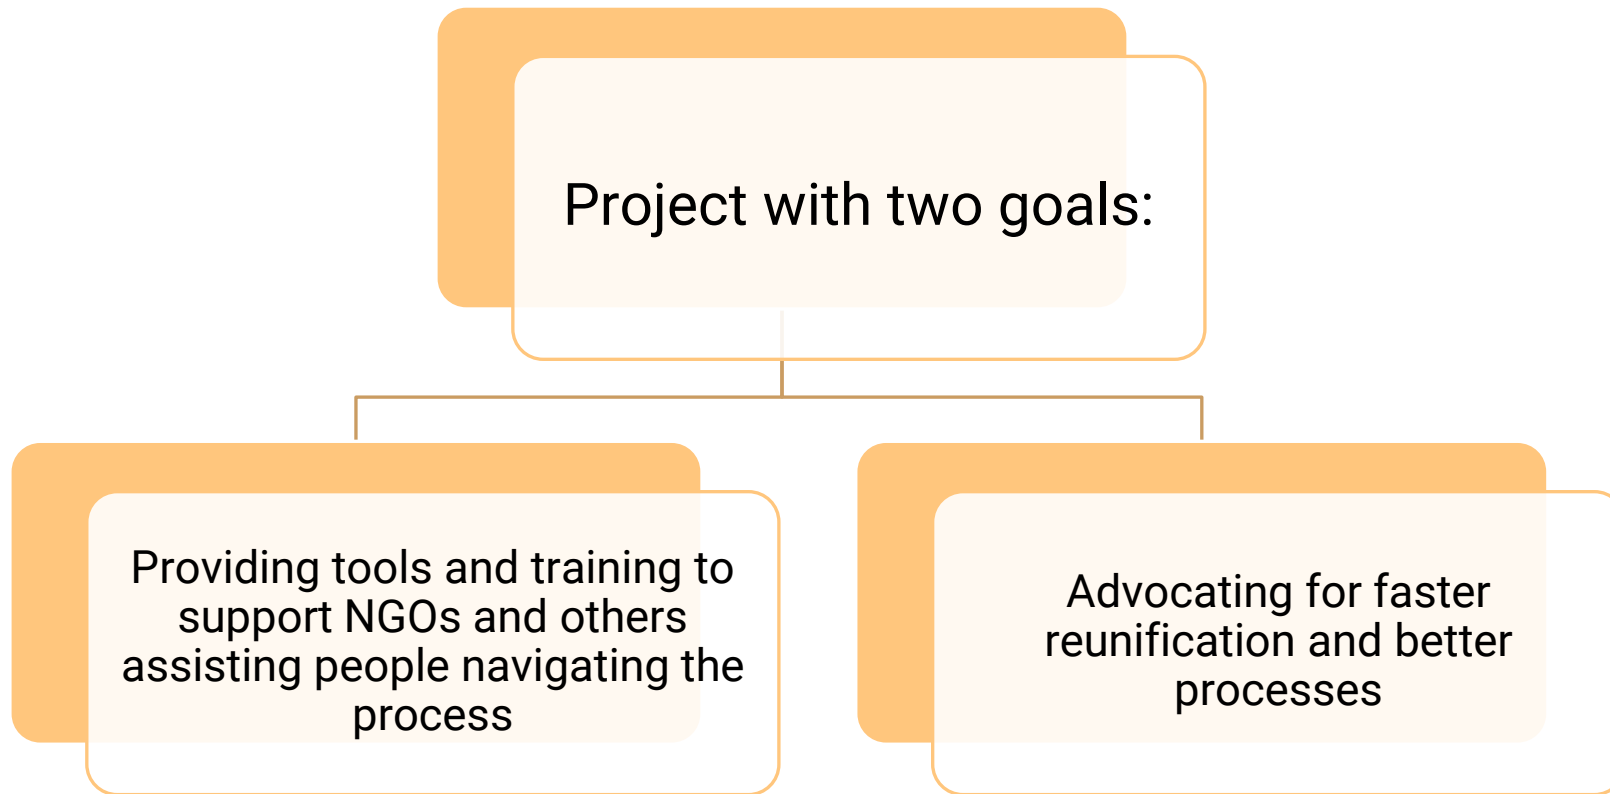 Project with two goals:
Providing tools and training to
support NGOs and others
assisting people navigating the
process
Advocating for faster
reunification and better
processes